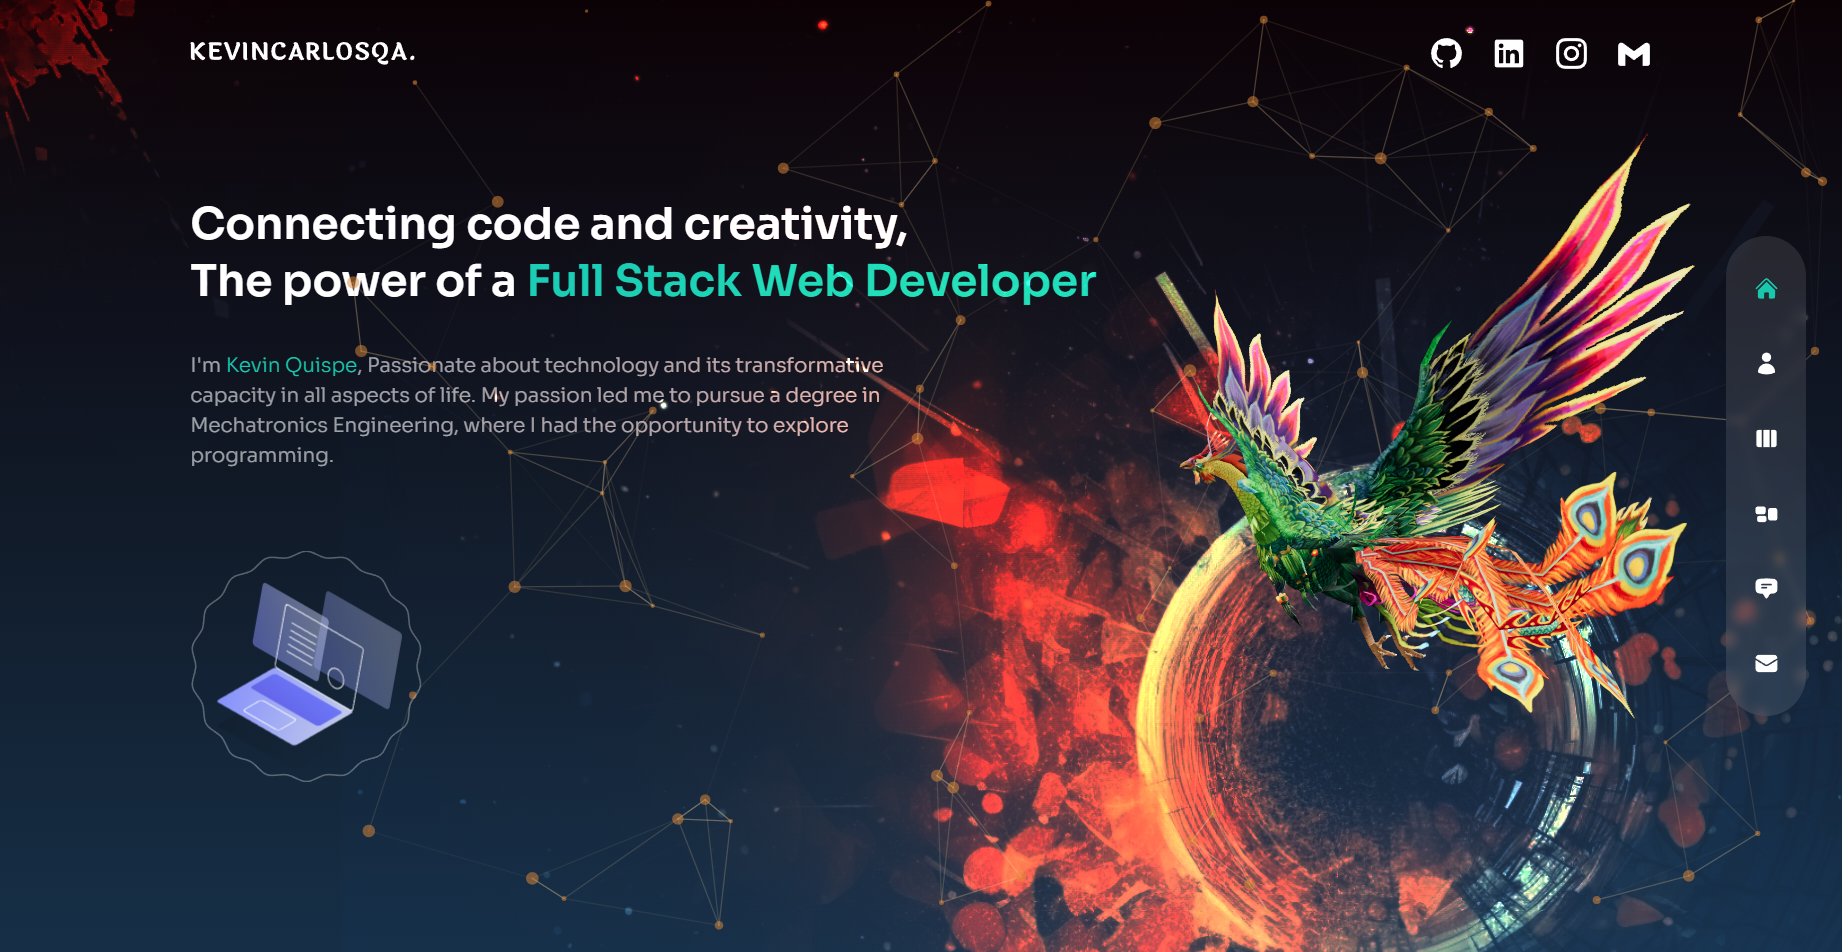 KEVINCARLOSQA.
Connecting code and creativity,
The power of a Full Stack Web Developer
I'm Kevin Quispe, Passionate about technology and its transformative
capacity in all aspects of life. My passion led me to pursue a degree in
Mechatronics Engineering, where I had the opportunity to explore
programming.